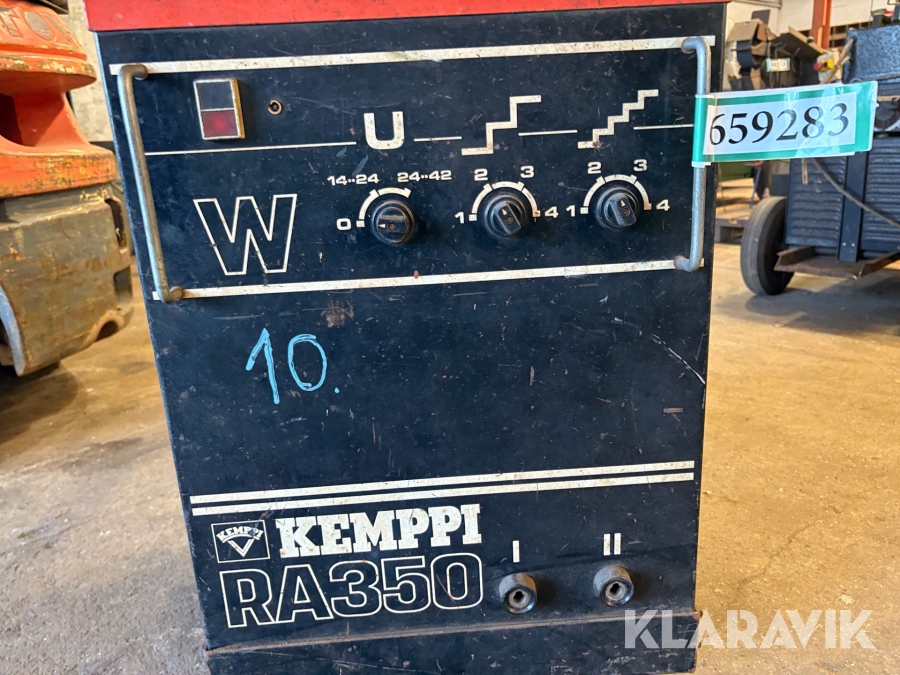 659283
U
14--24 24--42
0
2 3
1 4
2 3
1 4
W
10.
KEMPPI
KEMPPI
I II
RA350
KLARAVIK